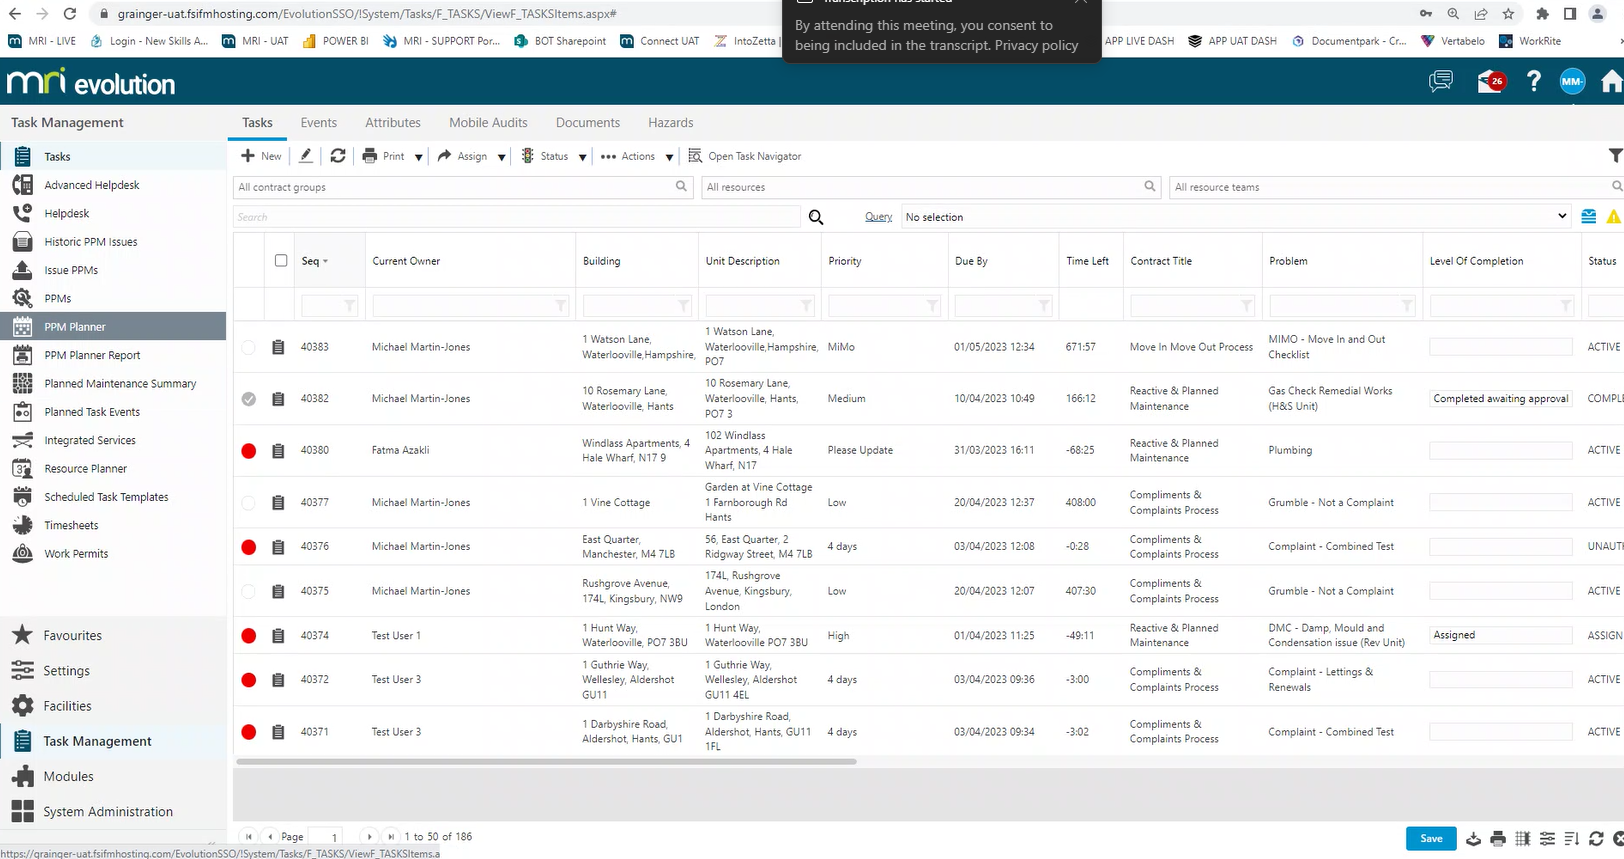 grainger-uat.fsifmhosting.com/EvolutionSSO/!System/Tasks/F_TASKS/ViewF_TASKSItems.aspx#
By attending this meeting, you consent to
being included in the transcript. Privacy policy
MRI - LIVE
Login - New Skills A...
MRI - UAT
POWER BI
MRI - SUPPORT Por...
BOT Sharepoint
Connect UAT
IntoZetta |
APP LIVE DASH
APP UAT DASH
Documentpark - Cr...
Vertabelo
WorkRite
mri evolution
26
MM-
Task Management
Tasks
Events
Attributes
Mobile Audits
Documents
Hazards
Tasks
Advanced Helpdesk
Helpdesk
Historic PPM Issues
Issue PPMs
PPMs
PPM Planner
PPM Planner Report
Planned Maintenance Summary
Planned Task Events
Integrated Services
Resource Planner
Scheduled Task Templates
Timesheets
Work Permits
Favourites
Settings
Facilities
Task Management
Modules
System Administration
New
Print
Assign
Status
Actions
Open Task Navigator
All contract groups
All resources
All resource teams
Search
Query
No selection
Seq
Current Owner
Building
Unit Description
Priority
Due By
Time Left
Contract Title
Problem
Level Of Completion
Status
40383
Michael Martin-Jones
1 Watson Lane,
Waterlooville,Hampshire,
1 Watson Lane,
Waterlooville,Hampshire,
PO7
MiMo
01/05/2023 12:34
671:57
Move In Move Out Process
MIMO - Move In and Out
Checklist
ACTIVE
40382
Michael Martin-Jones
10 Rosemary Lane,
Waterlooville, Hants
10 Rosemary Lane,
Waterlooville, Hants,
PO7 3
Medium
10/04/2023 10:49
166:12
Reactive & Planned
Maintenance
Gas Check Remedial Works
(H&S Unit)
Completed awaiting approval
COMPLE
40380
Fatma Azakli
Windlass Apartments, 4
Hale Wharf, N17 9
102 Windlass
Apartments, 4 Hale
Wharf, N17
Please Update
31/03/2023 16:11
-68:25
Reactive & Planned
Maintenance
Plumbing
ACTIVE
40377
Michael Martin-Jones
1 Vine Cottage
Garden at Vine Cottage
1 Farnborough Rd
Hants
Low
20/04/2023 12:37
408:00
Compliments &
Complaints Process
Grumble - Not a Complaint
ACTIVE
40376
Michael Martin-Jones
East Quarter,
Manchester, M4 7LB
56, East Quarter, 2
Ridgway Street, M4 7LB
4 days
03/04/2023 12:08
-0:28
Compliments &
Complaints Process
Complaint - Combined Test
UNAUTH
40375
Michael Martin-Jones
Rushgrove Avenue,
174L, Kingsbury, NW9
174L, Rushgrove
Avenue, Kingsbury,
London
Low
20/04/2023 12:07
407:30
Compliments &
Complaints Process
Grumble - Not a Complaint
ACTIVE
40374
Test User 1
1 Hunt Way,
Waterlooville, PO7 3BU
1 Hunt Way,
Waterlooville PO7 3BU
High
01/04/2023 11:25
-49:11
Reactive & Planned
Maintenance
DMC - Damp, Mould and
Condensation issue (Rev Unit)
Assigned
ASSIGN
40372
Test User 3
1 Guthrie Way,
Wellesley, Aldershot
GU11
1 Guthrie Way,
Wellesley, Aldershot
GU11 4EL
4 days
03/04/2023 09:36
-3:00
Compliments &
Complaints Process
Complaint - Lettings &
Renewals
ACTIVE
40371
Test User 3
1 Darbyshire Road,
Aldershot, Hants, GU1
1 Darbyshire Road,
Aldershot, Hants, GU11
1FL
4 days
03/04/2023 09:34
-3:02
Compliments &
Complaints Process
Complaint - Combined Test
ACTIVE
Page 1
1 to 50 of 186
Save
https://grainger-uat.fsifmhosting.com/EvolutionSSO/!System/Tasks/F_TASKS/ViewF_TASKSItems.a